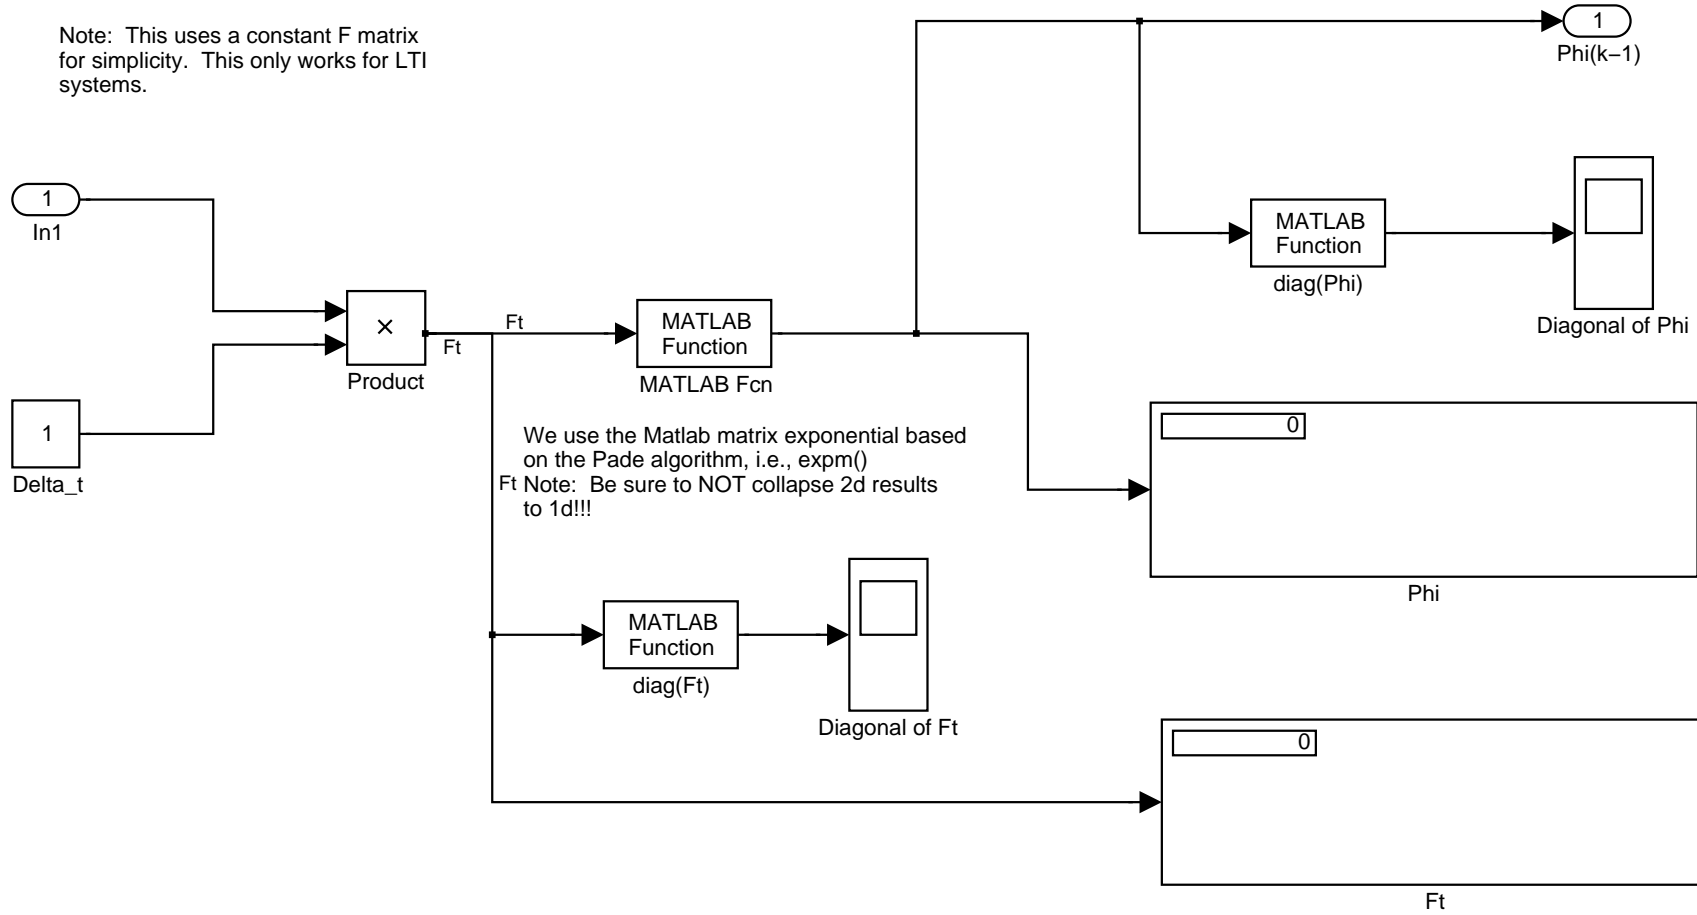 Note:  This uses a constant F matrix
for simplicity.  This only works for LTI
systems.
1
Phi(k−1)
1
In1
MATLAB
Function
diag(Phi)
Diagonal of Phi
×
Product
Ft
Ft
MATLAB
Function
MATLAB Fcn
1
Delta_t
We use the Matlab matrix exponential based
on the Pade algorithm, i.e., expm()
Note:  Be sure to NOT collapse 2d results
to 1d!!!
Ft
0
Phi
MATLAB
Function
diag(Ft)
Diagonal of Ft
0
Ft